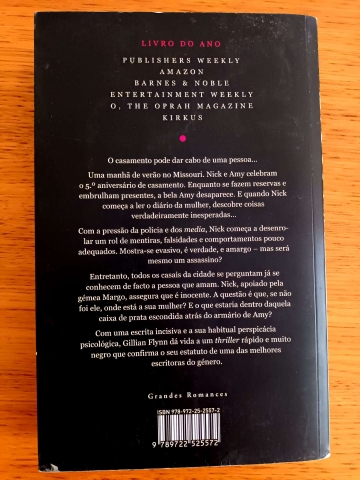 LIVRO DO ANO
PUBLISHERS WEEKLY
AMAZON
BARNES & NOBLE
ENTERTAINMENT WEEKLY
O, THE OPRAH MAGAZINE
KIRKUS
O casamento pode dar cabo de uma pessoa...
Uma manhã de verão no Missouri. Nick e Amy celebram
o 5.º aniversário de casamento. Enquanto se fazem reservas e
embrulham presentes, a bela Amy desaparece. E quando Nick
começa a ler o diário da mulher, descobre coisas
verdadeiramente inesperadas...
Com a pressão da polícia e dos media, Nick começa a desenro-
lar um rol de mentiras, falsidades e comportamentos pouco
adequados. Mostra-se evasivo, é verdade, e amargo – mas será
mesmo um assassino?
Entretanto, todos os casais da cidade se perguntam já se
conhecem de facto a pessoa que amam. Nick, apoiado pela
gémea Margo, assegura que é inocente. A questão é que, se não
foi ele, onde está a sua mulher? E o que estaria dentro daquela
caixa de prata escondida atrás do armário de Amy?
Com uma escrita incisiva e a sua habitual perspicácia
psicológica, Gillian Flynn dá vida a um thriller rápido e muito
negro que confirma o seu estatuto de uma das melhores
escritoras do género.
Grandes Romances
ISBN 978-972-25-2557-2
9 789722 525572